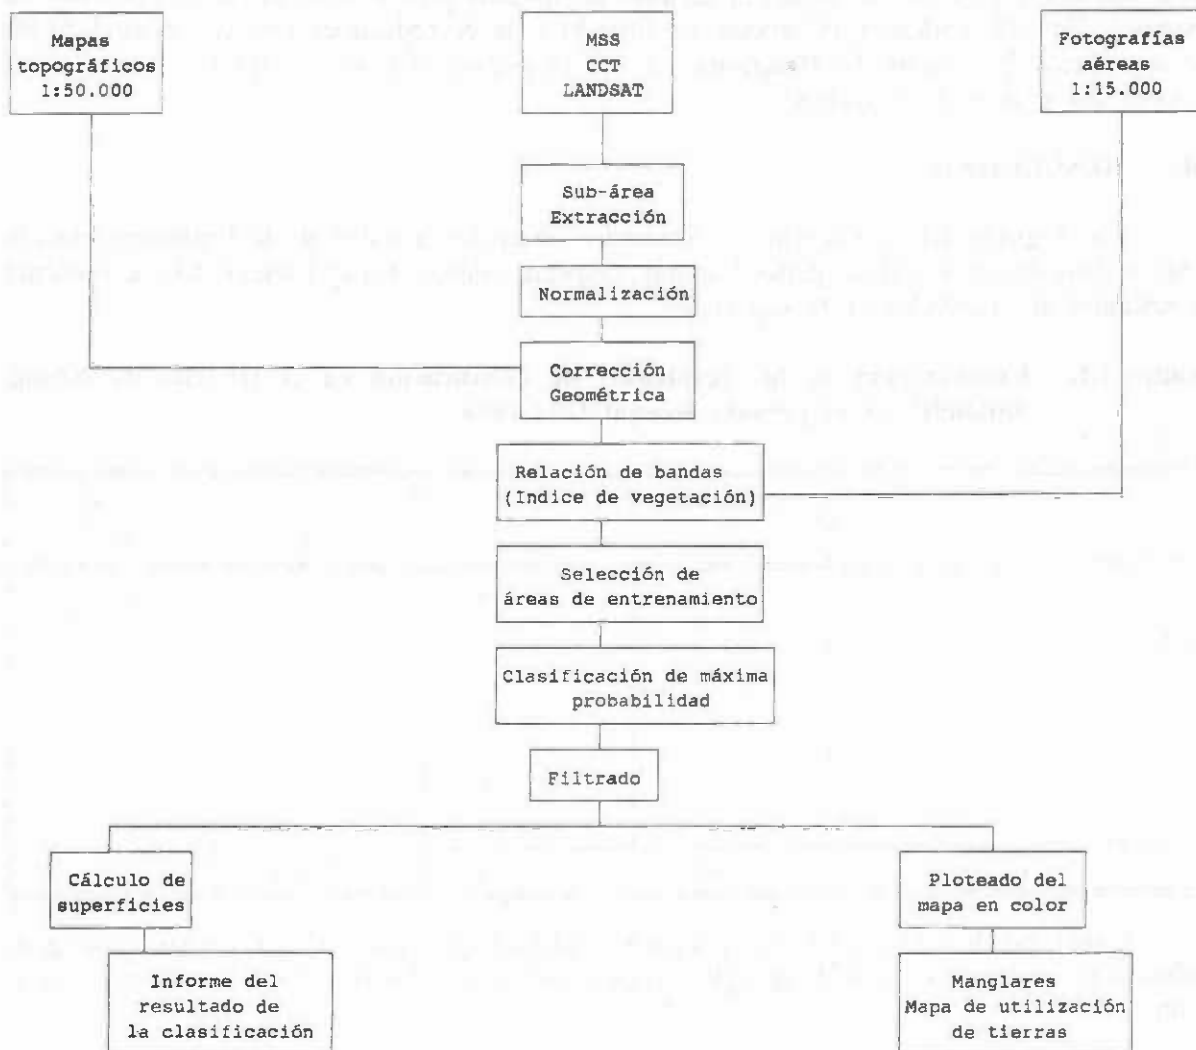 Mapas
topográficos
1:50.000
MSS
CCT
LANDSAT
Fotografías
aéreas
1:15.000
Sub-área
Extracción
Normalización
Corrección
Geométrica
Relación de bandas
(Indice de vegetación)
Selección de
áreas de entrenamiento
Clasificación de máxima
probabilidad
Filtrado
Cálculo de
superficies
Ploteado del
mapa en color
Informe del
resultado de
la clasificación
Manglares
Mapa de utilización
de tierras